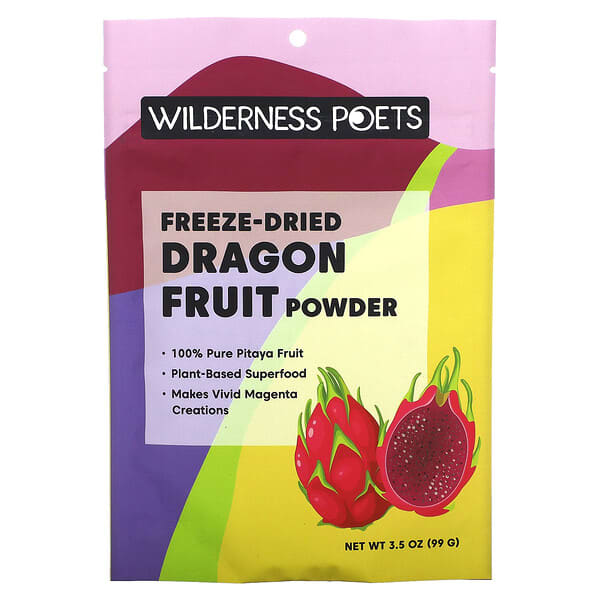 WILDERNESS POETS
FREEZE-DRIED
DRAGON
FRUIT POWDER
• 100% Pure Pitaya Fruit
• Plant-Based Superfood
• Makes Vivid Magenta
Creations
NET WT 3.5 OZ (99 G)